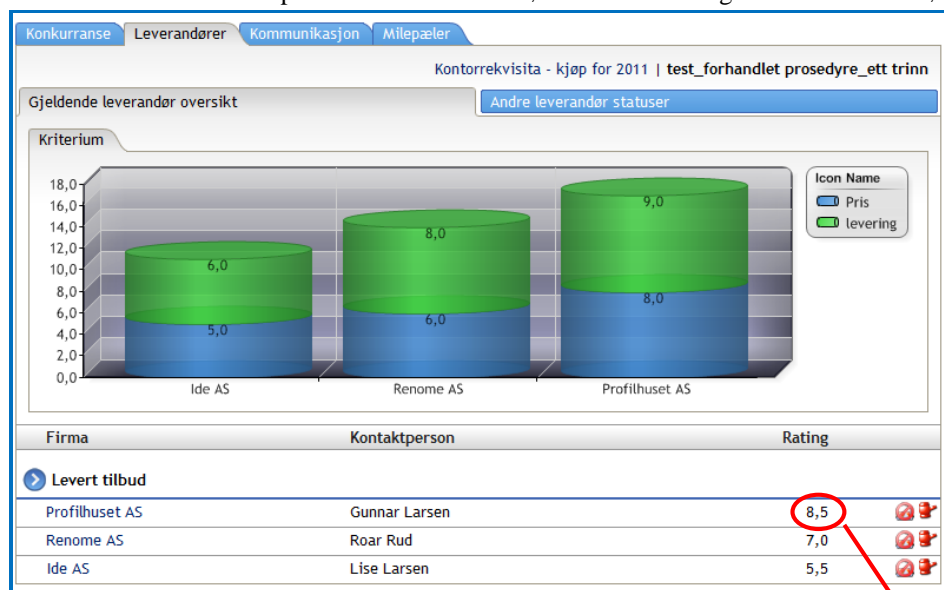 Konkurranse Leverandører Kommunikasjon Milepæler
Kontorrekvisita - kjøp for 2011 | test_forhandlet prosedyre_ett trinn
Gjeldende leverandør oversikt Andre leverandør statuser
Kriterium
18,0
16,0
14,0
12,0
10,0
8,0
6,0
4,0
2,0
0,0
6,0
5,0
8,0
6,0
9,0
8,0
Ide AS Renome AS Profilhuset AS
Icon Name
Pris
levering
Firma Kontaktperson Rating
Levert tilbud
Profilhuset AS Gunnar Larsen 8,5
Renome AS Roar Rud 7,0
Ide AS Lise Larsen 5,5